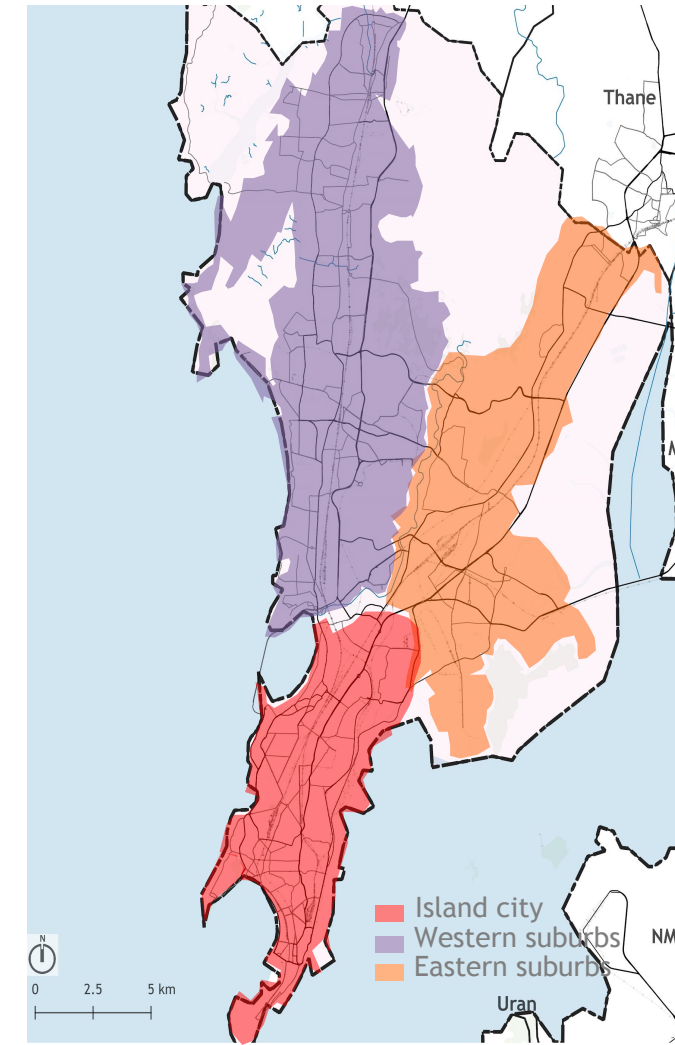 Thane
Island city
Western suburbs
Eastern suburbs
N
0 2.5 5 km
NM
Uran